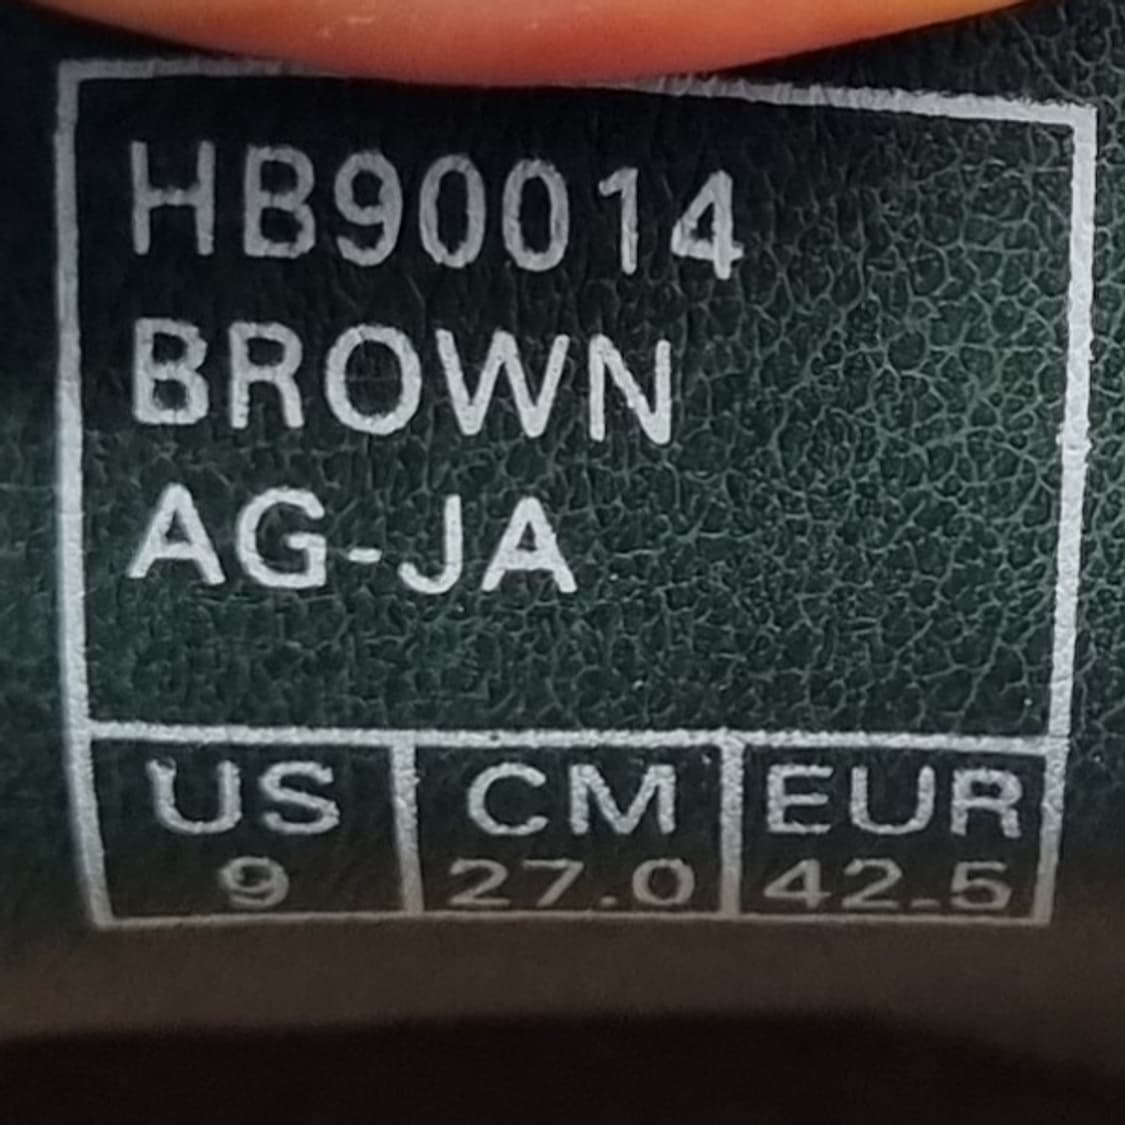 HB90014
BROWN
AG-JA
US CM EUR
9 27.0 42.5